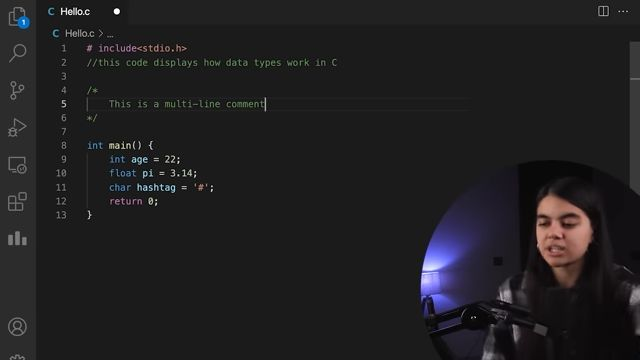 1
C Hello.c
C Hello.c > ...
1 # include<stdio.h>
2 //this code displays how data types work in C
3
4 /*
5 This is a multi-line comment
6 */
7
8 int main() {
9 int age = 22;
10 float pi = 3.14;
11 char hashtag = '#';
12 return 0;
13 }